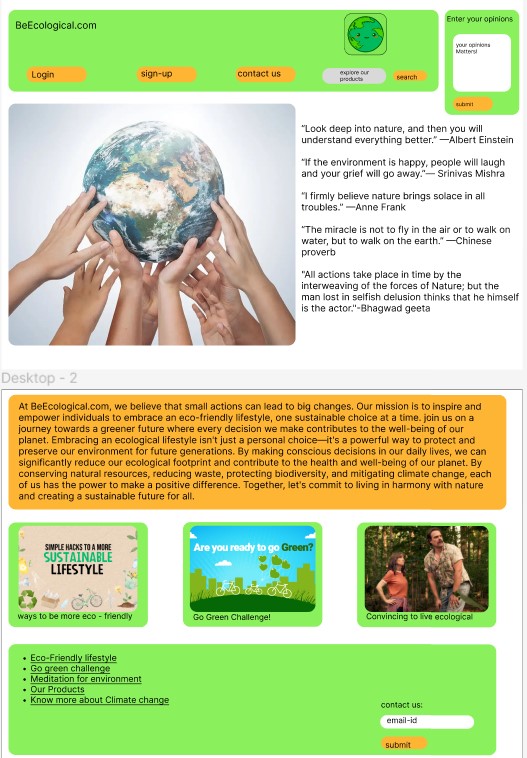 BeEcological.com
Login
sign-up
contact us
explore our
products
search
Enter your opinions
your opinions
Matters!
submit
“Look deep into nature, and then you will
understand everything better.” —Albert Einstein
“If the environment is happy, people will laugh
and your grief will go away.”— Srinivas Mishra
“I firmly believe nature brings solace in all
troubles.” —Anne Frank
“The miracle is not to fly in the air or to walk on
water, but to walk on the earth.” —Chinese
proverb
"All actions take place in time by the
interweaving of the forces of Nature; but the
man lost in selfish delusion thinks that he himself
is the actor."-Bhagwad geeta
Desktop - 2
At BeEcological.com, we believe that small actions can lead to big changes. Our mission is to inspire and
empower individuals to embrace an eco-friendly lifestyle, one sustainable choice at a time. join us on a
journey towards a greener future where every decision we make contributes to the well-being of our
planet. Embracing an ecological lifestyle isn't just a personal choice—it's a powerful way to protect and
preserve our environment for future generations. By making conscious decisions in our daily lives, we can
significantly reduce our ecological footprint and contribute to the health and well-being of our planet. By
conserving natural resources, reducing waste, protecting biodiversity, and mitigating climate change, each
of us has the power to make a positive difference. Together, let's commit to living in harmony with nature
and creating a sustainable future for all.
SIMPLE HACKS TO A MORE
SUSTAINABLE
LIFESTYLE
ways to be more eco - friendly
Are you ready to go Green?
Go Green Challenge!
Convincing to live ecological
• Eco-Friendly lifestyle
• Go green challenge
• Meditation for environment
• Our Products
• Know more about Climate change
contact us:
email-id
submit